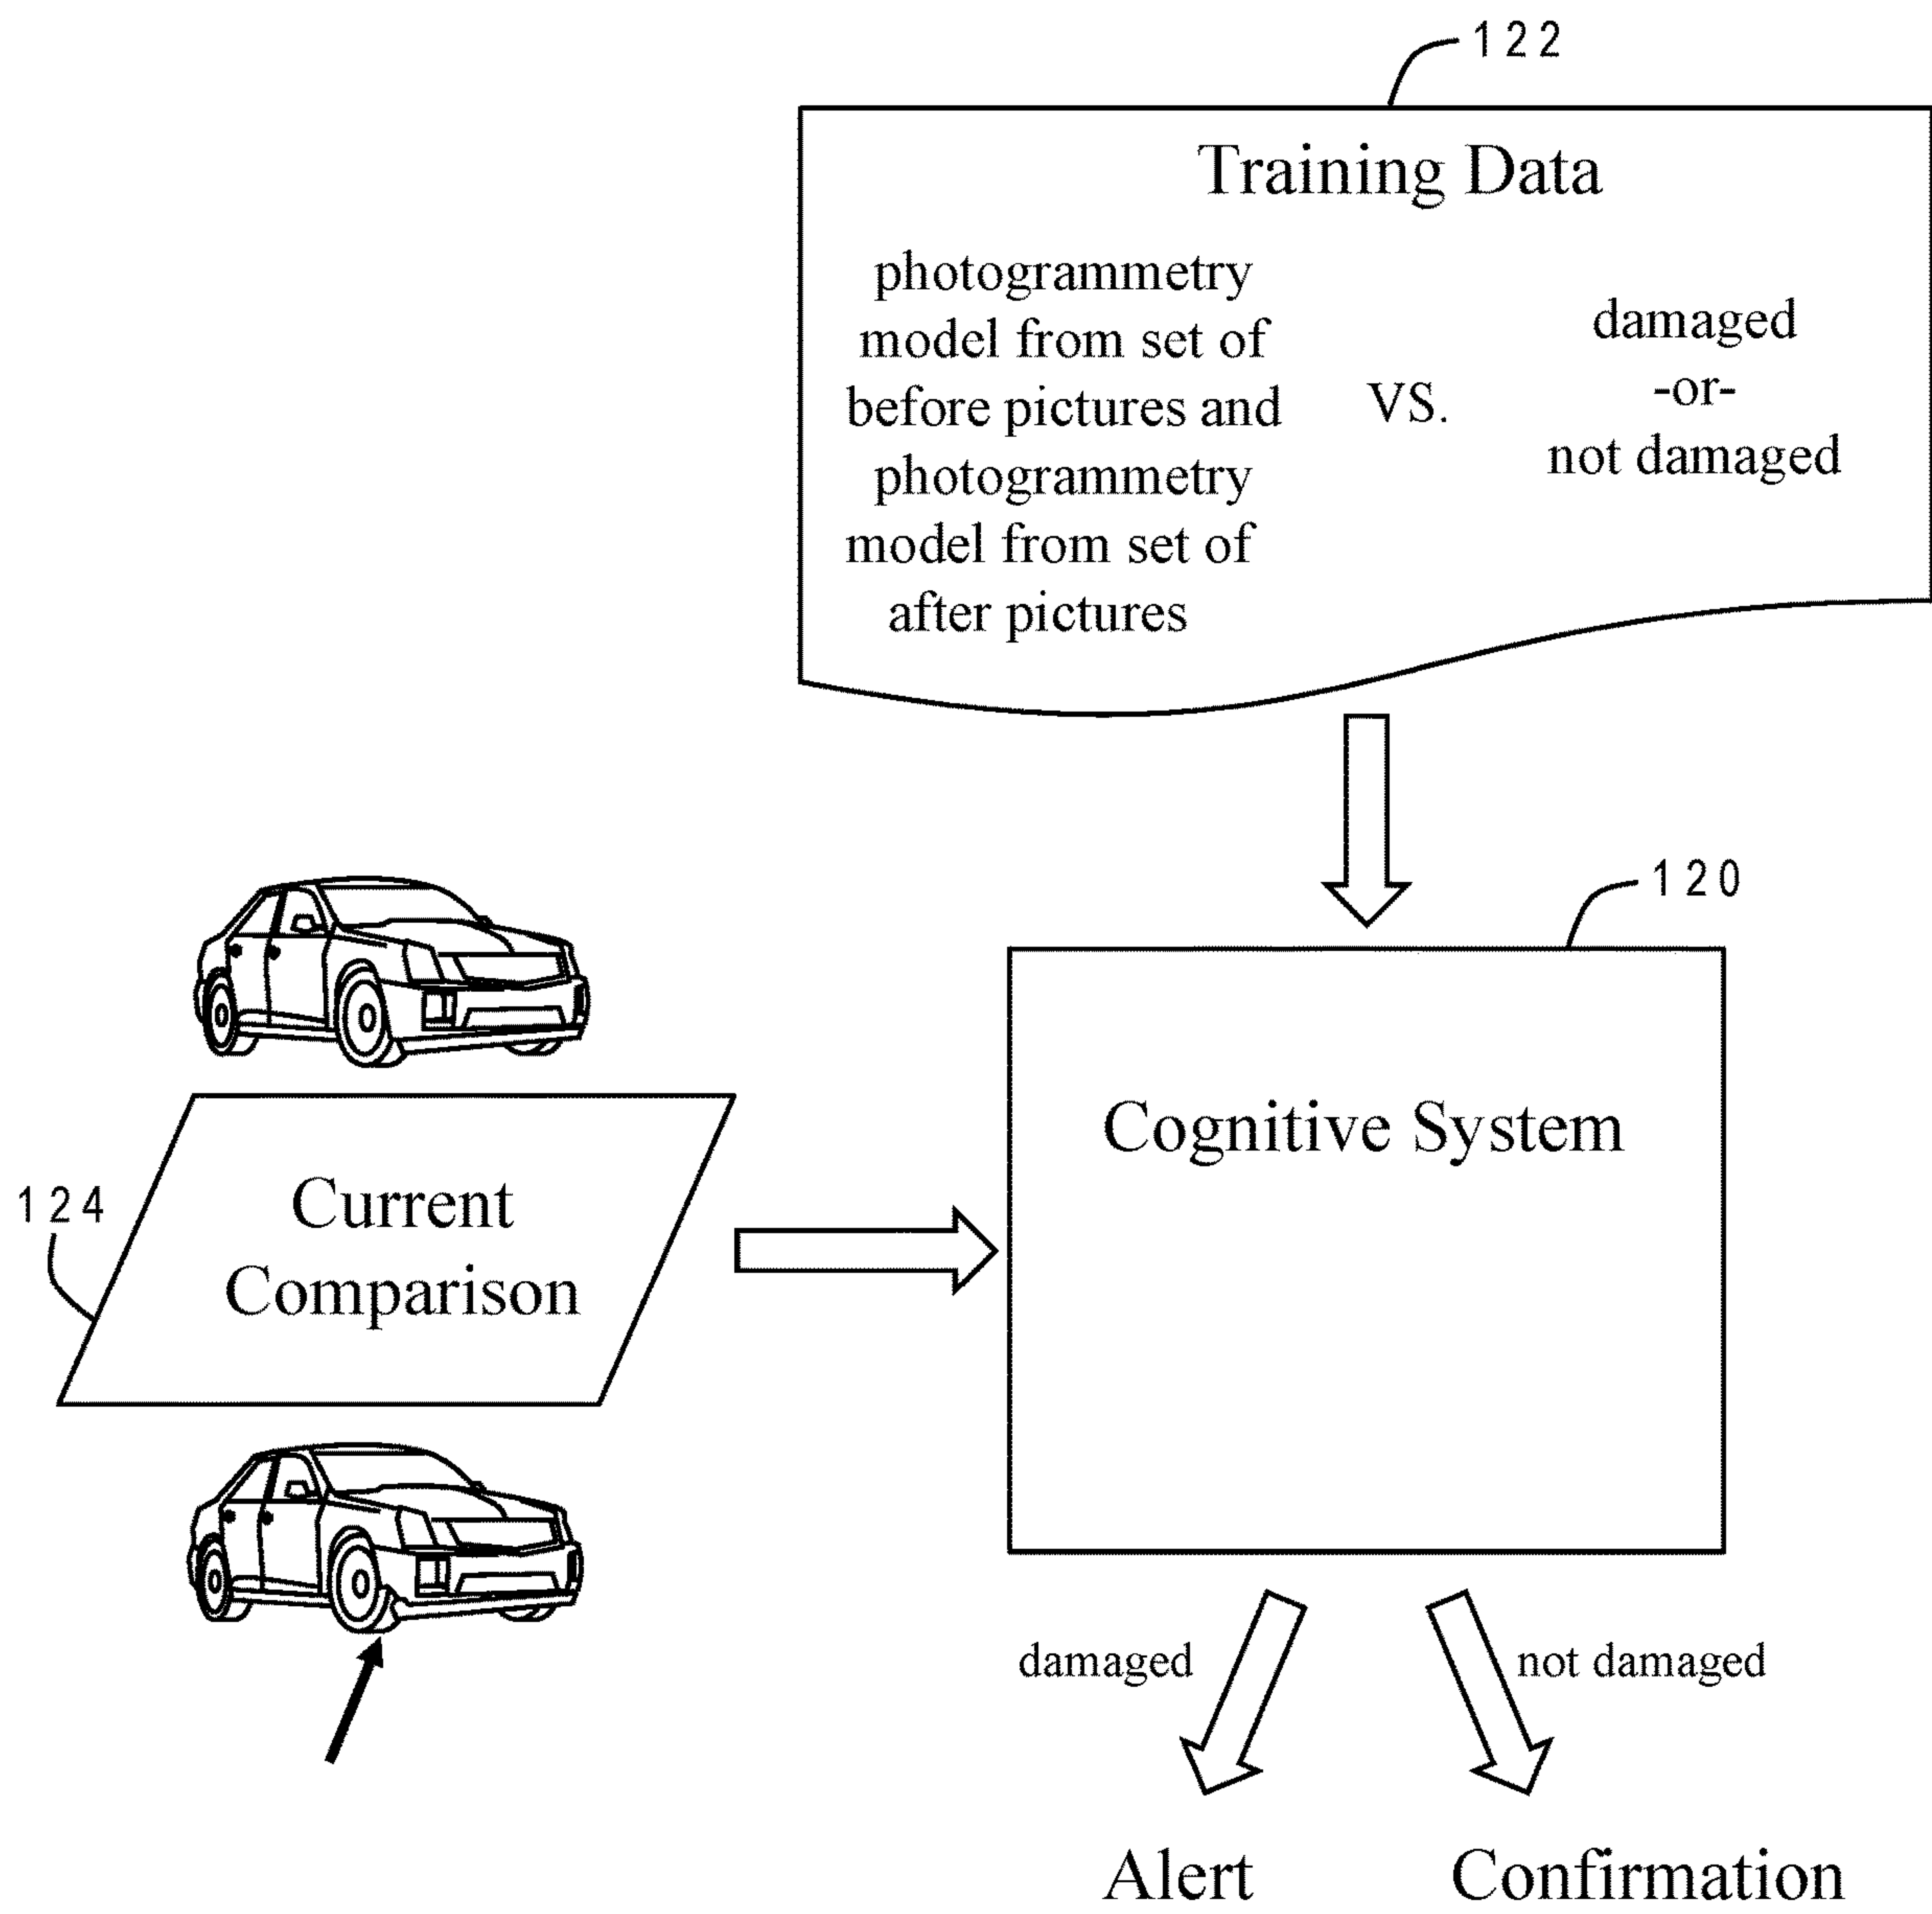 122
Training Data
photogrammetry
model from set of
before pictures and
photogrammetry
model from set of
after pictures
VS.
damaged
-or-
not damaged
120
Cognitive System
124
Current
Comparison
damaged
not damaged
Alert
Confirmation